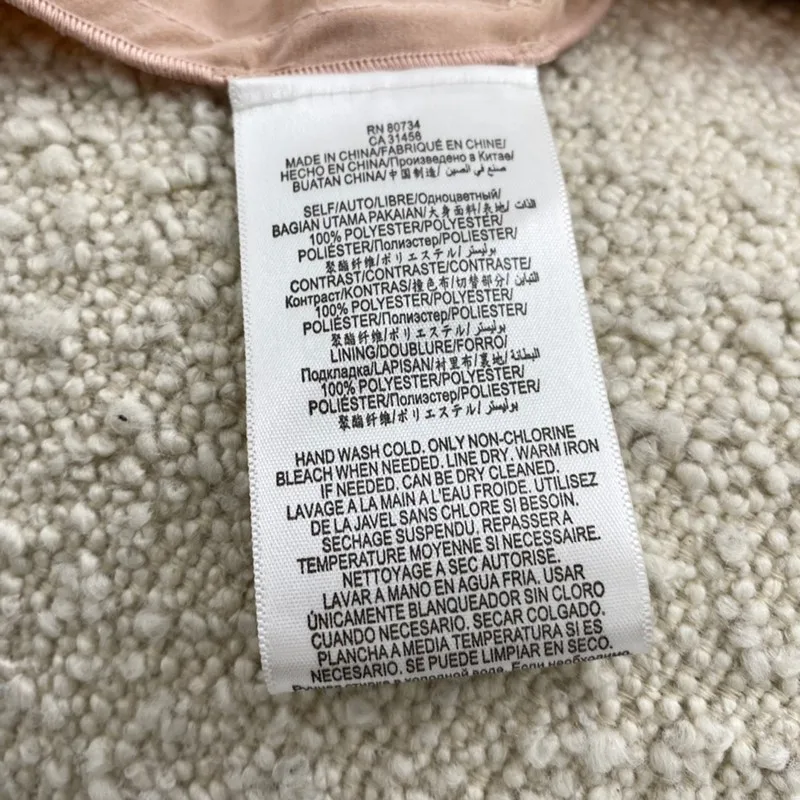 RN 80734
CA 31456
MADE IN CHINA/FABRIQUÉ EN CHINE/
HECHO EN CHINA/Произведено в Китае/
BUATAN CHINA/中国制造/ صنع في الصين/
SELF/AUTO/LIBRE/Одноцветный/
BAGIAN UTAMA PAKAIAN/大身面料/表地/ الذات
100% POLYESTER/POLYESTER/
POLIÉSTER/Полиэстер/POLIESTER/
聚酯纤维/ポリエステル/ بوليستر/
CONTRAST/CONTRASTE/CONTRASTE/
Контраст/KONTRAS/撞色布/切替部分/ التباين
100% POLYESTER/POLYESTER/
POLIÉSTER/Полиэстер/POLIESTER/
聚酯纤维/ポリエステル/ بوليستر/
LINING/DOUBLURE/FORRO/
Подкладка/LAPISAN/衬里布/裏地/ البطانة/
100% POLYESTER/POLYESTER/
POLIÉSTER/Полиэстер/POLIESTER/
聚酯纤维/ポリエステル/ بوليستر/
HAND WASH COLD. ONLY NON-CHLORINE
BLEACH WHEN NEEDED. LINE DRY. WARM IRON
IF NEEDED. CAN BE DRY CLEANED.
LAVAGE A LA MAIN A L'EAU FROIDE. UTILISEZ
DE LA JAVEL SANS CHLORE SI BESOIN.
SECHAGE SUSPENDU. REPASSER A
TEMPERATURE MOYENNE SI NECESSAIRE.
NETTOYAGE A SEC AUTORISE.
LAVAR A MANO EN AGUA FRIA. USAR
ÚNICAMENTE BLANQUEADOR SIN CLORO
CUANDO NECESARIO. SECAR COLGADO.
PLANCHA A MEDIA TEMPERATURA SI ES
NECESARIO. SE PUEDE LIMPIAR EN SECO.
Ручная стирка в холодной воде. Если необходимо